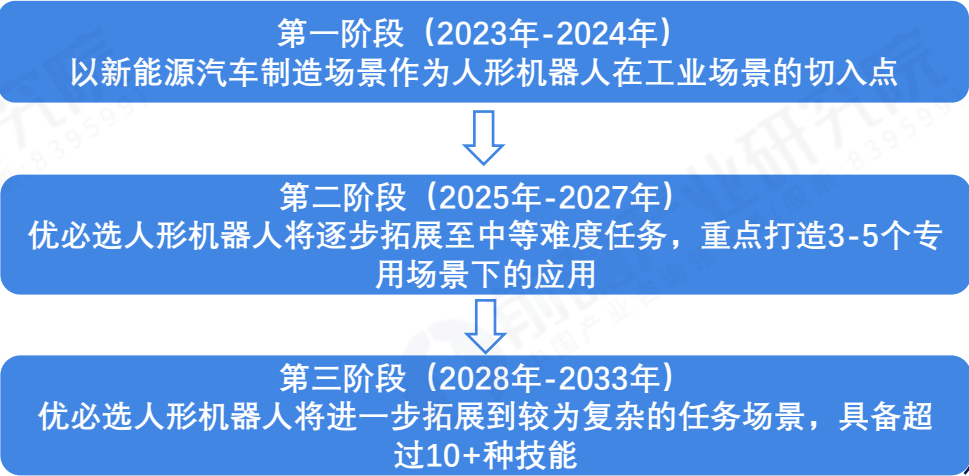 第一阶段（2023年-2024年）
以新能源汽车制造场景作为人形机器人在工业场景的切入点
第二阶段（2025年-2027年）
优必选人形机器人将逐步拓展至中等难度任务，重点打造3-5个专
用场景下的应用
第三阶段（2028年-2033年）
优必选人形机器人将进一步拓展到较为复杂的任务场景，具备超
过10+种技能